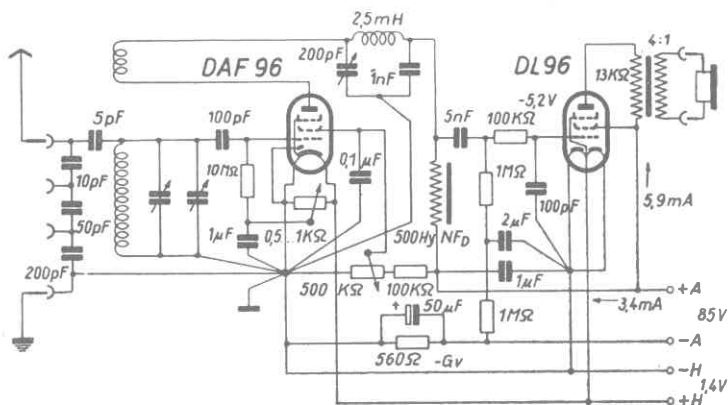 2,5mH
200pF
1nF
DAF 96
DL96
4:1
13KΩ
-5,2V
5pF
100pF
5nF
100KΩ
10MΩ
0,1µF
1MΩ
100pF
5,9mA
10pF
50pF
200pF
1µF
0,5...1KΩ
500Hy NF_D
2µF
1µF
500 KΩ
100KΩ
3,4mA
+A
85V
+
50µF
1MΩ
560Ω
-Gv
-A
-H
1,4V
+H